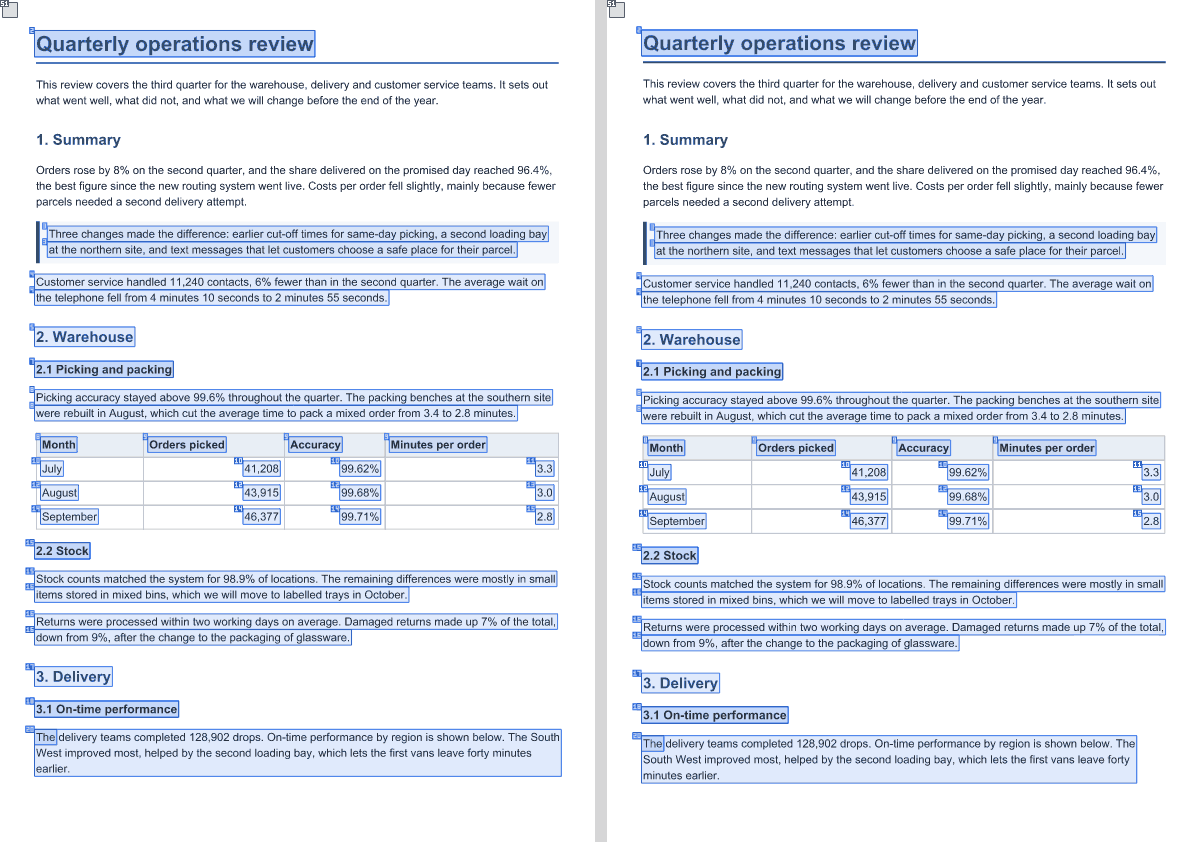 Quarterly operations review
This review covers the third quarter for the warehouse, delivery and customer service teams. It sets out
what went well, what did not, and what we will change before the end of the year.
1. Summary
Orders rose by 8% on the second quarter, and the share delivered on the promised day reached 96.4%,
the best figure since the new routing system went live. Costs per order fell slightly, mainly because fewer
parcels needed a second delivery attempt.
Three changes made the difference: earlier cut-off times for same-day picking, a second loading bay
at the northern site, and text messages that let customers choose a safe place for their parcel.
Customer service handled 11,240 contacts, 6% fewer than in the second quarter. The average wait on
the telephone fell from 4 minutes 10 seconds to 2 minutes 55 seconds.
2. Warehouse
2.1 Picking and packing
Picking accuracy stayed above 99.6% throughout the quarter. The packing benches at the southern site
were rebuilt in August, which cut the average time to pack a mixed order from 3.4 to 2.8 minutes.
Month Orders picked Accuracy Minutes per order
July 41,208 99.62% 3.3
August 43,915 99.68% 3.0
September 46,377 99.71% 2.8
2.2 Stock
Stock counts matched the system for 98.9% of locations. The remaining differences were mostly in small
items stored in mixed bins, which we will move to labelled trays in October.
Returns were processed within two working days on average. Damaged returns made up 7% of the total,
down from 9%, after the change to the packaging of glassware.
3. Delivery
3.1 On-time performance
The delivery teams completed 128,902 drops. On-time performance by region is shown below. The South
West improved most, helped by the second loading bay, which lets the first vans leave forty minutes
earlier.
Quarterly operations review
This review covers the third quarter for the warehouse, delivery and customer service teams. It sets out
what went well, what did not, and what we will change before the end of the year.
1. Summary
Orders rose by 8% on the second quarter, and the share delivered on the promised day reached 96.4%,
the best figure since the new routing system went live. Costs per order fell slightly, mainly because fewer
parcels needed a second delivery attempt.
Three changes made the difference: earlier cut-off times for same-day picking, a second loading bay
at the northern site, and text messages that let customers choose a safe place for their parcel.
Customer service handled 11,240 contacts, 6% fewer than in the second quarter. The average wait on
the telephone fell from 4 minutes 10 seconds to 2 minutes 55 seconds.
2. Warehouse
2.1 Picking and packing
Picking accuracy stayed above 99.6% throughout the quarter. The packing benches at the southern site
were rebuilt in August, which cut the average time to pack a mixed order from 3.4 to 2.8 minutes.
Month Orders picked Accuracy Minutes per order
July 41,208 99.62% 3.3
August 43,915 99.68% 3.0
September 46,377 99.71% 2.8
2.2 Stock
Stock counts matched the system for 98.9% of locations. The remaining differences were mostly in small
items stored in mixed bins, which we will move to labelled trays in October.
Returns were processed within two working days on average. Damaged returns made up 7% of the total,
down from 9%, after the change to the packaging of glassware.
3. Delivery
3.1 On-time performance
The delivery teams completed 128,902 drops. On-time performance by region is shown below. The
South West improved most, helped by the second loading bay, which lets the first vans leave forty
minutes earlier.